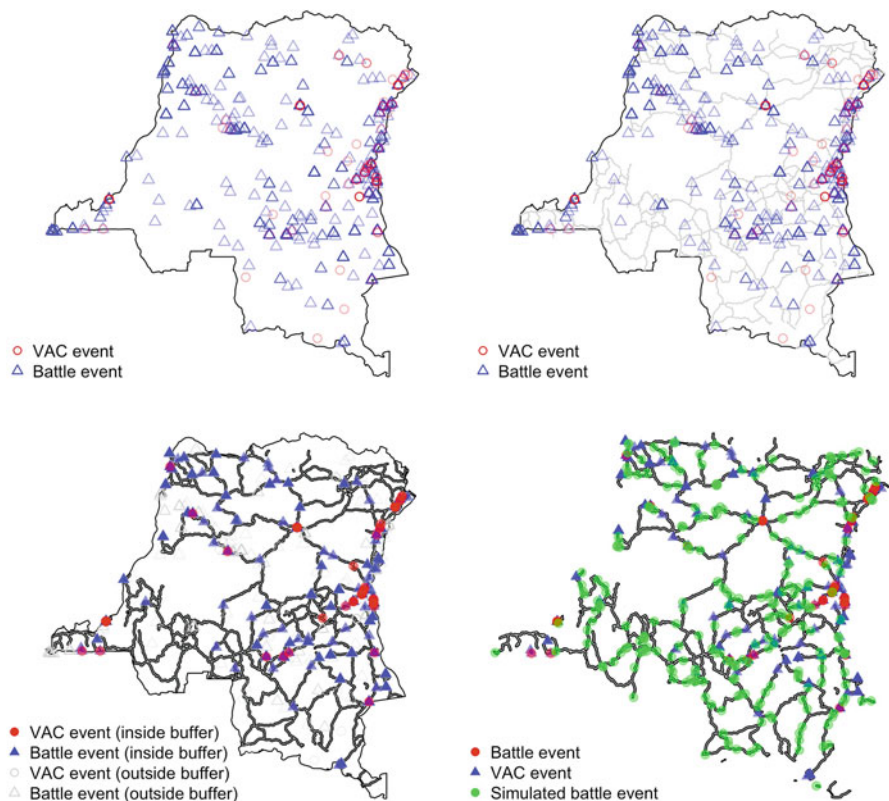 VAC event
Battle event
VAC event
Battle event
VAC event (inside buffer)
Battle event (inside buffer)
VAC event (outside buffer)
Battle event (outside buffer)
Battle event
VAC event
Simulated battle event